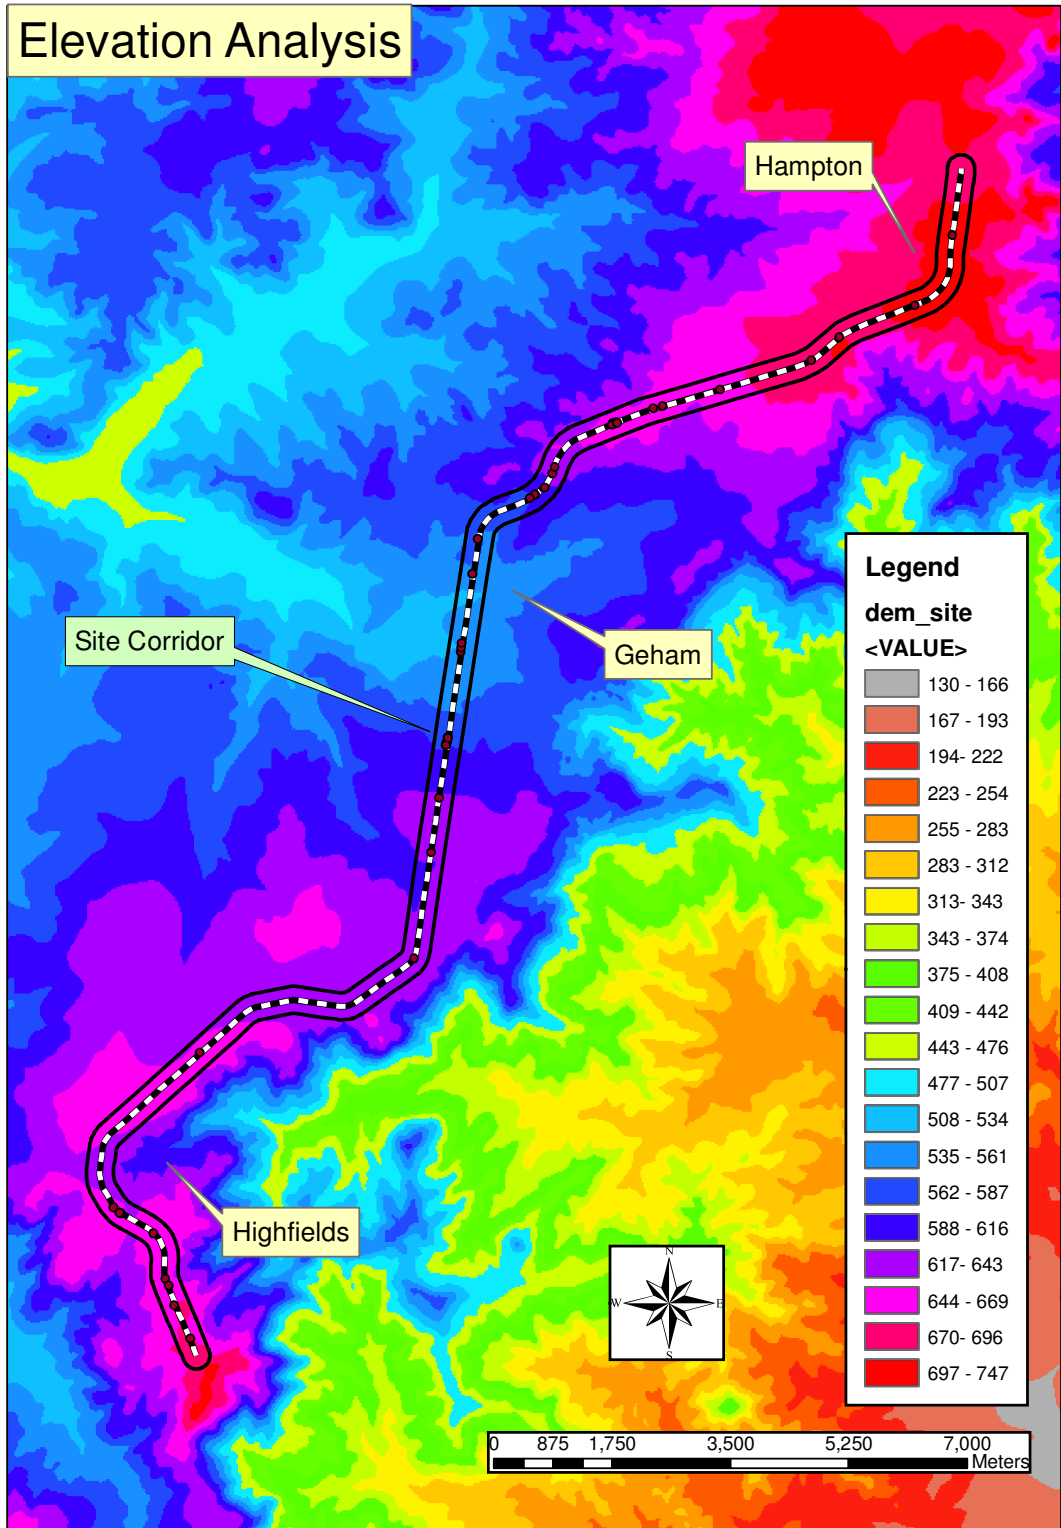 Elevation Analysis
Hampton
Site Corridor
Geham
Highfields
Legend
dem_site
<VALUE>
130 - 166
167 - 193
194- 222
223 - 254
255 - 283
283 - 312
313- 343
343 - 374
375 - 408
409 - 442
443 - 476
477 - 507
508 - 534
535 - 561
562 - 587
588 - 616
617- 643
644 - 669
670- 696
697 - 747
N
W E
S
0 875 1,750 3,500 5,250 7,000
Meters